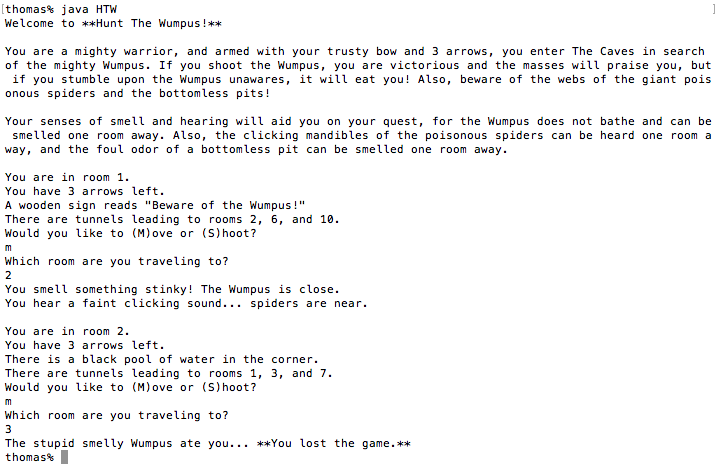 [thomas% java HTW ]
Welcome to **Hunt The Wumpus!**
You are a mighty warrior, and armed with your trusty bow and 3 arrows, you enter The Caves in search
of the mighty Wumpus. If you shoot the Wumpus, you are victorious and the masses will praise you, but
if you stumble upon the Wumpus unawares, it will eat you! Also, beware of the webs of the giant pois
onous spiders and the bottomless pits!
Your senses of smell and hearing will aid you on your quest, for the Wumpus does not bathe and can be
smelled one room away. Also, the clicking mandibles of the poisonous spiders can be heard one room a
way, and the foul odor of a bottomless pit can be smelled one room away.
You are in room 1.
You have 3 arrows left.
A wooden sign reads "Beware of the Wumpus!"
There are tunnels leading to rooms 2, 6, and 10.
Would you like to (M)ove or (S)hoot?
m
Which room are you traveling to?
2
You smell something stinky! The Wumpus is close.
You hear a faint clicking sound... spiders are near.
You are in room 2.
You have 3 arrows left.
There is a black pool of water in the corner.
There are tunnels leading to rooms 1, 3, and 7.
Would you like to (M)ove or (S)hoot?
m
Which room are you traveling to?
3
The stupid smelly Wumpus ate you... **You lost the game.**
thomas%